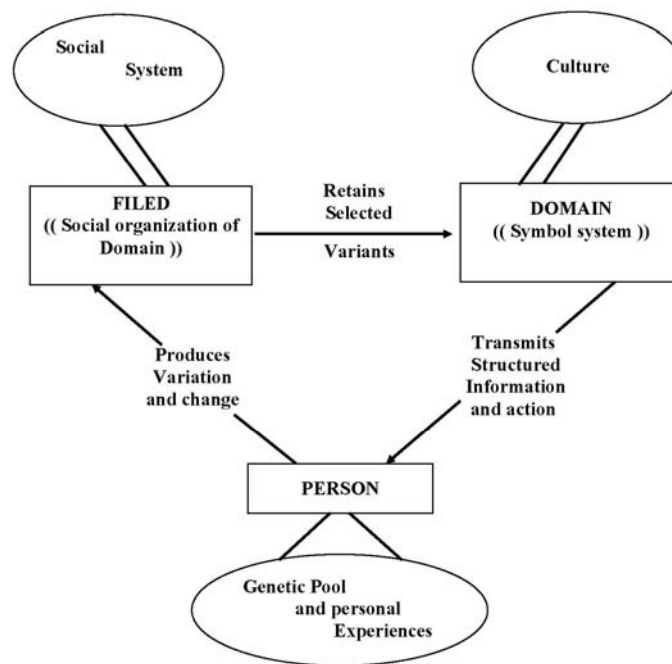 Social
System
Culture
FILED
(( Social organization of
Domain ))
Retains
Selected
Variants
DOMAIN
(( Symbol system ))
Produces
Variation
and change
Transmits
Structured
Information
and action
PERSON
Genetic Pool
and personal
Experiences